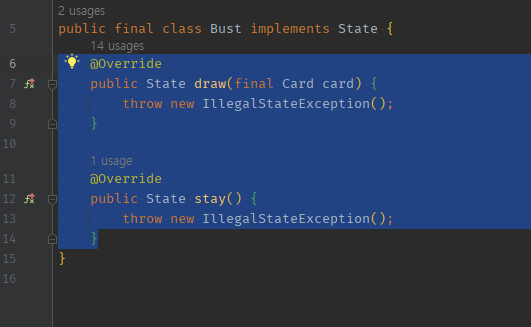 2 usages
5 public final class Bust implements State {
14 usages
6 @Override
7 public State draw(final Card card) {
8 throw new IllegalStateException();
9 }
10
1 usage
11 @Override
12 public State stay() {
13 throw new IllegalStateException();
14 }
15 }
16